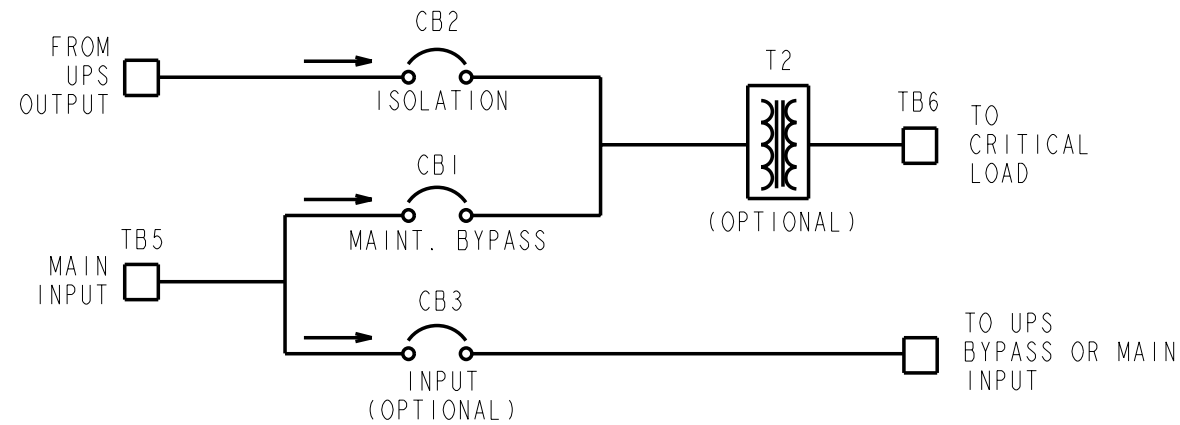 CB2
FROM
UPS
OUTPUT
ISOLATION
T2
TB6
TO
CRITICAL
LOAD
CB1
(OPTIONAL)
MAINT. BYPASS
TB5
MAIN
INPUT
CB3
TO UPS
BYPASS OR MAIN
INPUT
INPUT
(OPTIONAL)